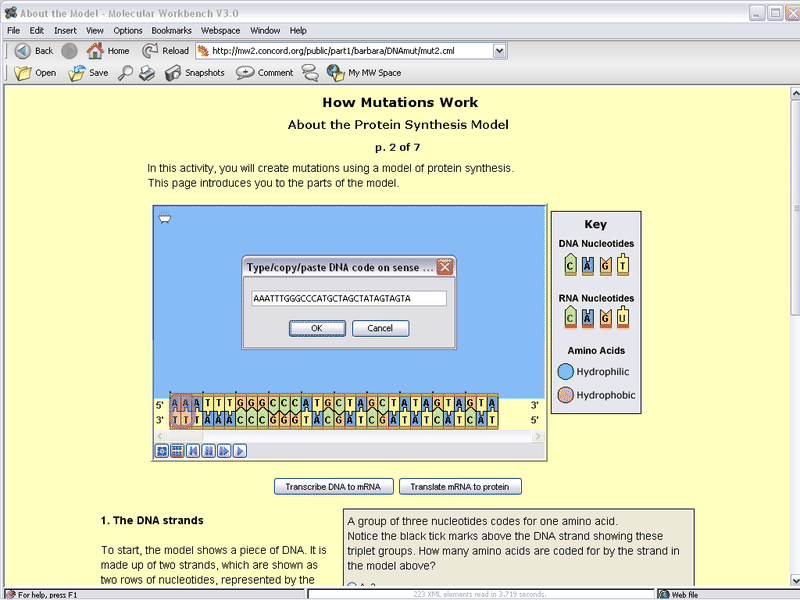 About the Model - Molecular Workbench V3.0
File Edit Insert View Options Bookmarks Webspace Window Help
Back Home Reload http://mw2.concord.org/public/part1/barbara/DNAmut/mut2.cml
Open Save Snapshots Comment My MW Space
How Mutations Work
About the Protein Synthesis Model
p. 2 of 7
In this activity, you will create mutations using a model of protein synthesis.
This page introduces you to the parts of the model.
Type/copy/paste DNA code on sense ...
AAATTTGGGCCCATGCTAGCTATAGTAGTA
OK Cancel
5' A A A T T T G G G C C C A T G C T A G C T A T A G T A G T A 3'
3' T T T A A A C C C G G G T A C G A T C G A T A T C A T C A T 5'
Key
DNA Nucleotides
C A G T
RNA Nucleotides
C A G U
Amino Acids
Hydrophilic
Hydrophobic
Transcribe DNA to mRNA Translate mRNA to protein
1. The DNA strands
To start, the model shows a piece of DNA. It is
made up of two strands, which are shown as
two rows of nucleotides, represented by the
A group of three nucleotides codes for one amino acid.
Notice the black tick marks above the DNA strand showing these
triplet groups. How many amino acids are coded for by the strand in
the model above?
For help, press F1 223 XML elements read in 3.719 seconds. Web file